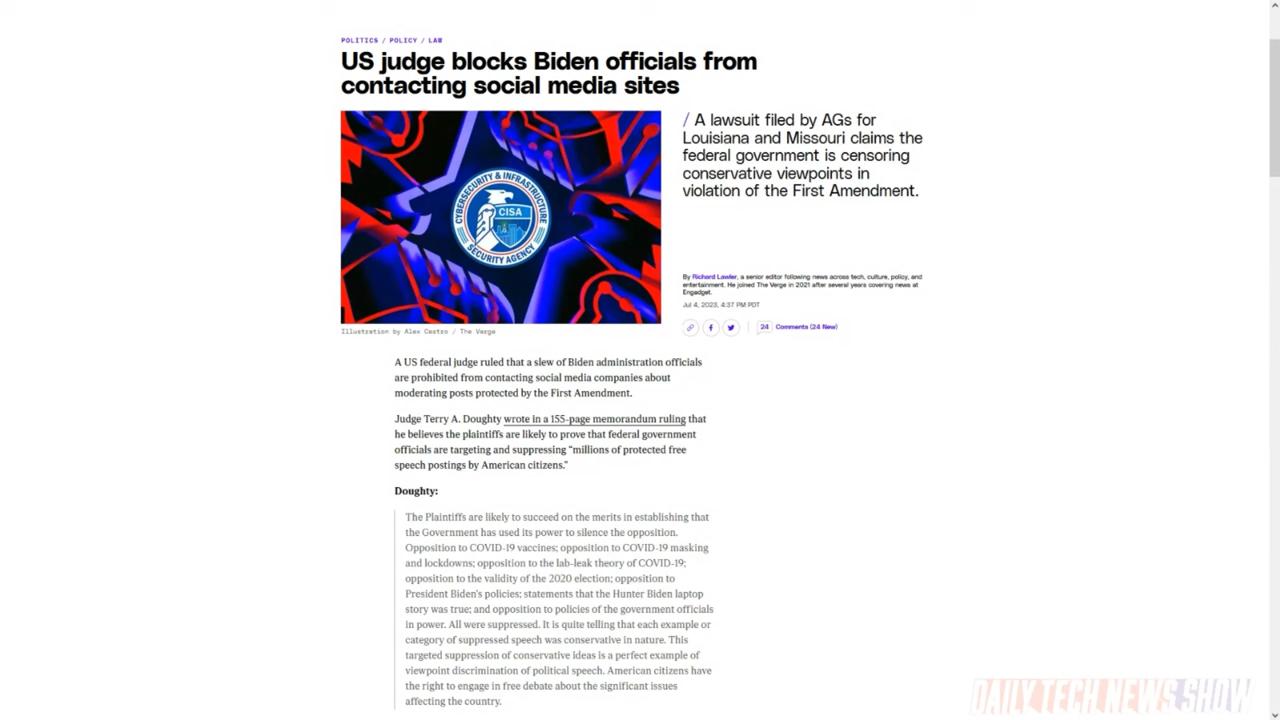 POLITICS / POLICY / LAW
US judge blocks Biden officials from
contacting social media sites
/ A lawsuit filed by AGs for
Louisiana and Missouri claims the
federal government is censoring
conservative viewpoints in
violation of the First Amendment.
CYBERSECURITY & INFRASTRUCTURE
CISA
SECURITY AGENCY
By Richard Lawler, a senior editor following news across tech, culture, policy, and
entertainment. He joined The Verge in 2021 after several years covering news at
Engadget.
Jul 4, 2023, 4:37 PM PDT
24 Comments (24 New)
Illustration by Alex Castro / The Verge
A US federal judge ruled that a slew of Biden administration officials
are prohibited from contacting social media companies about
moderating posts protected by the First Amendment.
Judge Terry A. Doughty wrote in a 155-page memorandum ruling that
he believes the plaintiffs are likely to prove that federal government
officials are targeting and suppressing “millions of protected free
speech postings by American citizens.”
Doughty:
The Plaintiffs are likely to succeed on the merits in establishing that
the Government has used its power to silence the opposition.
Opposition to COVID-19 vaccines; opposition to COVID-19 masking
and lockdowns; opposition to the lab-leak theory of COVID-19;
opposition to the validity of the 2020 election; opposition to
President Biden’s policies; statements that the Hunter Biden laptop
story was true; and opposition to policies of the government officials
in power. All were suppressed. It is quite telling that each example or
category of suppressed speech was conservative in nature. This
targeted suppression of conservative ideas is a perfect example of
viewpoint discrimination of political speech. American citizens have
the right to engage in free debate about the significant issues
affecting the country.
DAILY TECH NEWS SHOW